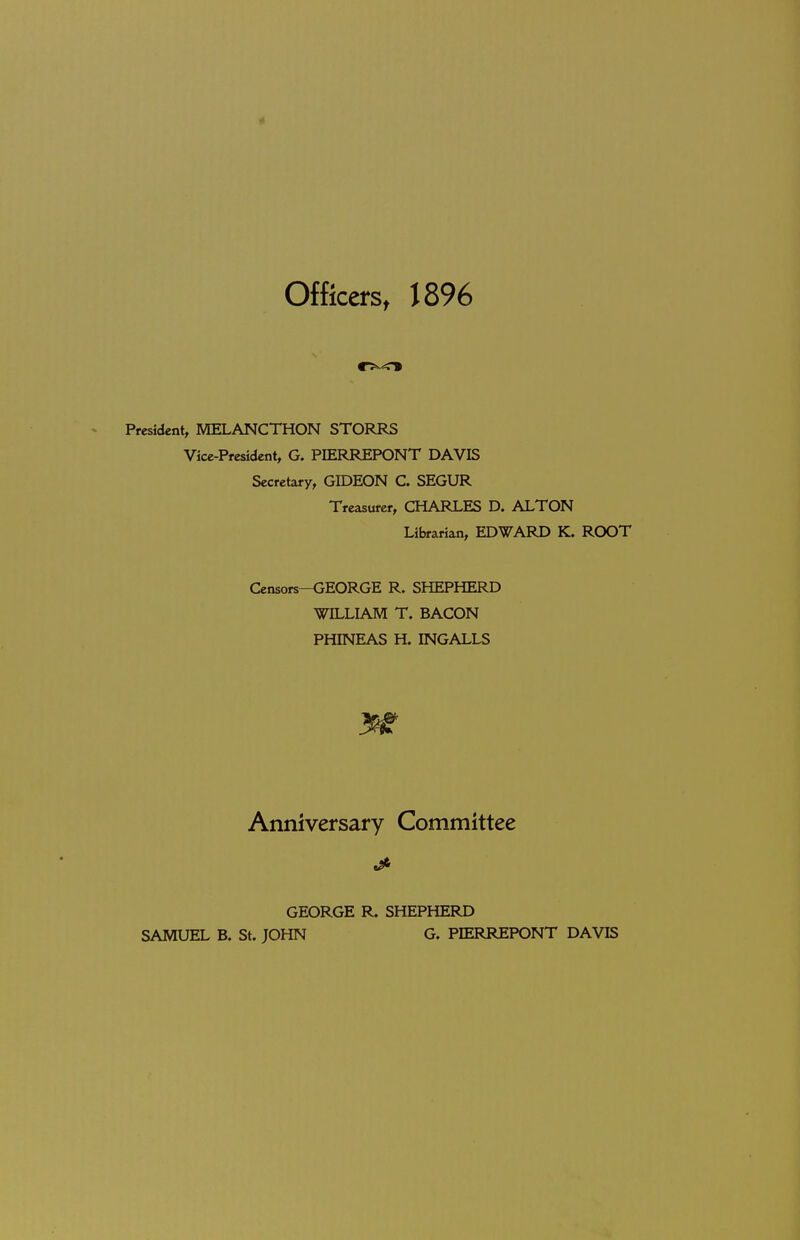 Officers, 1896
President, MELANCTHON STORRS
Vice-President, G. PIERREPONT DAVIS
Secretary, GIDEON C. SEGUR
Treasurer, CHARLES D. ALTON
Librarian, EDWARD K. ROOT
Censors—GEORGE R. SHEPHERD
WILLIAM T. BACON
PHINEAS H. INGALLS
Anniversary Committee
GEORGE R. SHEPHERD
SAMUEL B. St. JOHN G. PIERREPONT DAVIS